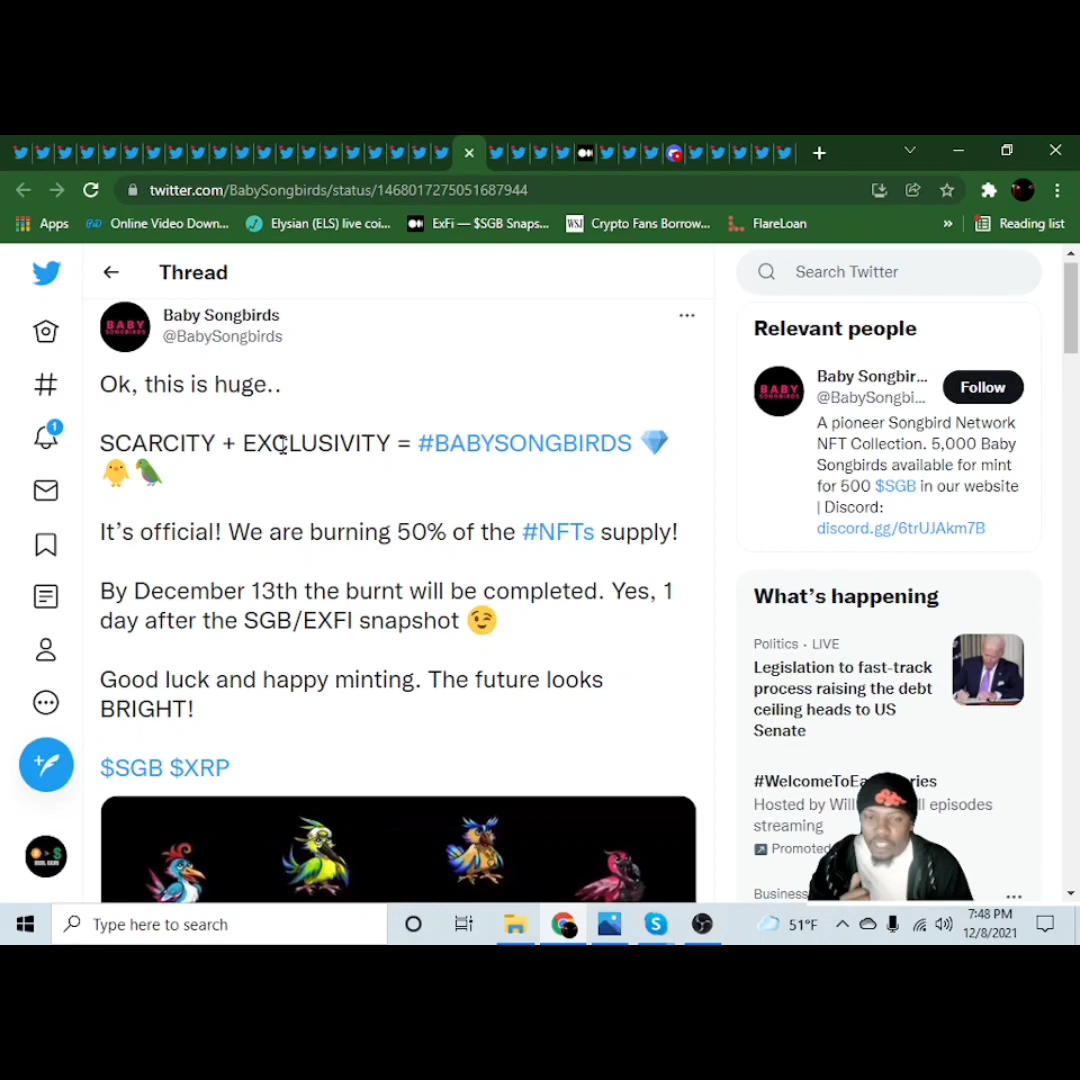 twitter.com/BabySongbirds/status/1468017275051687944
Apps
Online Video Down...
Elysian (ELS) live coi...
ExFi — $SGB Snaps...
WSJ
Crypto Fans Borrow...
FlareLoan
»
Reading list
Thread
Search Twitter
BABY
SONGBIRDS
Baby Songbirds
@BabySongbirds
Ok, this is huge..
SCARCITY + EXCLUSIVITY = #BABYSONGBIRDS 💎
🐥🦜
It’s official! We are burning 50% of the #NFTs supply!
By December 13th the burnt will be completed. Yes, 1
day after the SGB/EXFI snapshot 😉
Good luck and happy minting. The future looks
BRIGHT!
$SGB $XRP
1
Relevant people
BABY
SONGBIRDS
Baby Songbir...
@BabySongbi...
Follow
A pioneer Songbird Network
NFT Collection. 5,000 Baby
Songbirds available for mint
for 500 $SGB in our website
| Discord:
discord.gg/6trUJAkm7B
What’s happening
Politics · LIVE
Legislation to fast-track
process raising the debt
ceiling heads to US
Senate
#WelcomeToEa ries
Hosted by Will ll episodes
streaming
Promoted
Business
Type here to search
51°F
7:48 PM
12/8/2021